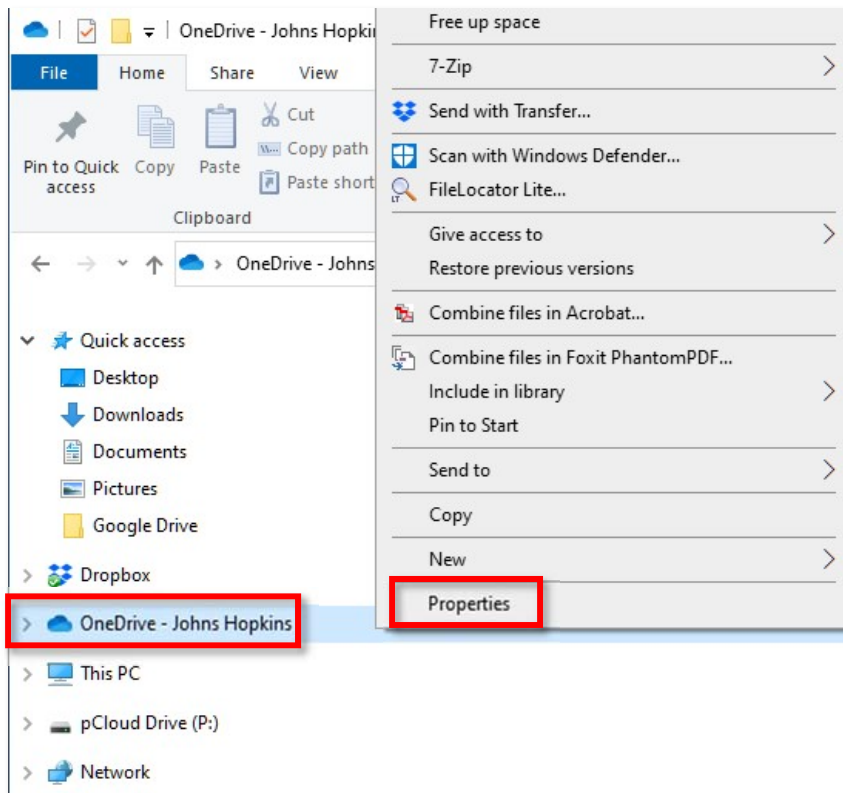 OneDrive - Johns Hopki
File Home Share View
Pin to Quick access
Copy
Paste
Cut
Copy path
Paste short
Clipboard
OneDrive - Johns
Quick access
Desktop
Downloads
Documents
Pictures
Google Drive
Dropbox
OneDrive - Johns Hopkins
This PC
pCloud Drive (P:)
Network
Free up space
7-Zip
Send with Transfer...
Scan with Windows Defender...
LT
FileLocator Lite...
Give access to
Restore previous versions
Combine files in Acrobat...
Combine files in Foxit PhantomPDF...
Include in library
Pin to Start
Send to
Copy
New
Properties